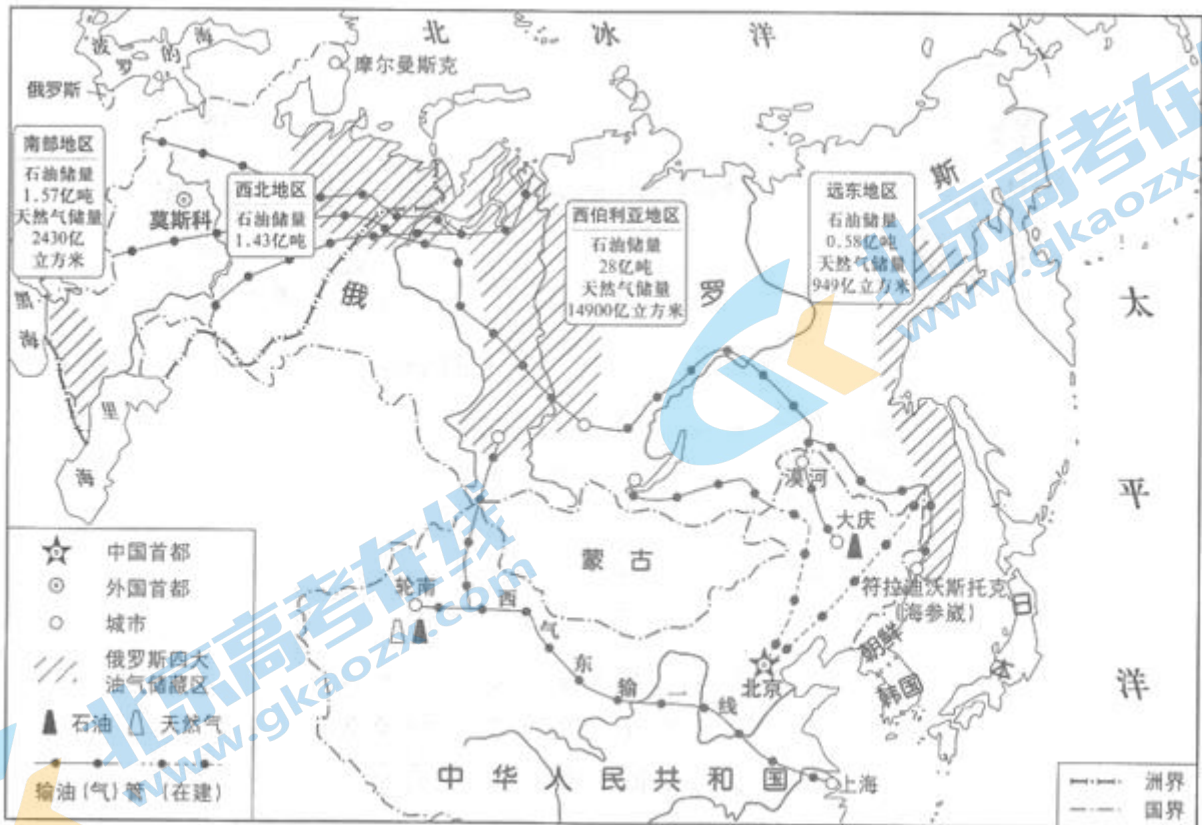 北 冰 洋
波罗的海
摩尔曼斯克
俄罗斯
南部地区
石油储量
1.57亿吨
天然气储量
2430亿
立方米
莫斯科
西北地区
石油储量
1.43亿吨
西伯利亚地区
石油储量
28亿吨
天然气储量
14900亿立方米
远东地区
石油储量
0.58亿吨
天然气储量
949亿立方米
俄 罗 斯
黑海
里海
太平洋
漠河
大庆
蒙古
符拉迪沃斯托克
(海参崴)
日本
朝鲜
韩国
轮南
西气东输一线
北京
上海
中华人民共和国
中国首都
外国首都
城市
俄罗斯四大
油气储藏区
石油 天然气
输油(气)管 (在建)
洲界
国界
北京高考在线
www.gkaozx.com
北京高考在线
www.gkaozx.com